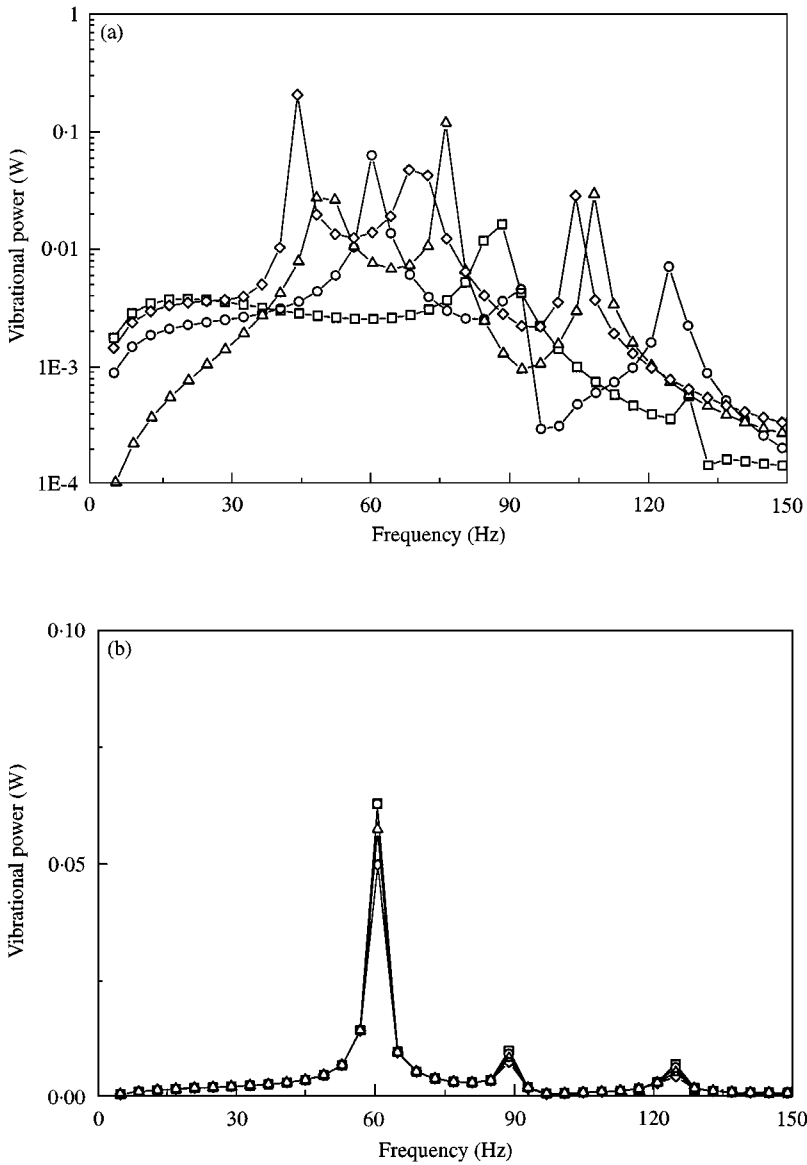 (a)
1
0·1
0·01
1E-3
1E-4
Vibrational power (W)
0 30 60 90 120 150
Frequency (Hz)
(b)
0·10
0·05
0·00
Vibrational power (W)
0 30 60 90 120 150
Frequency (Hz)